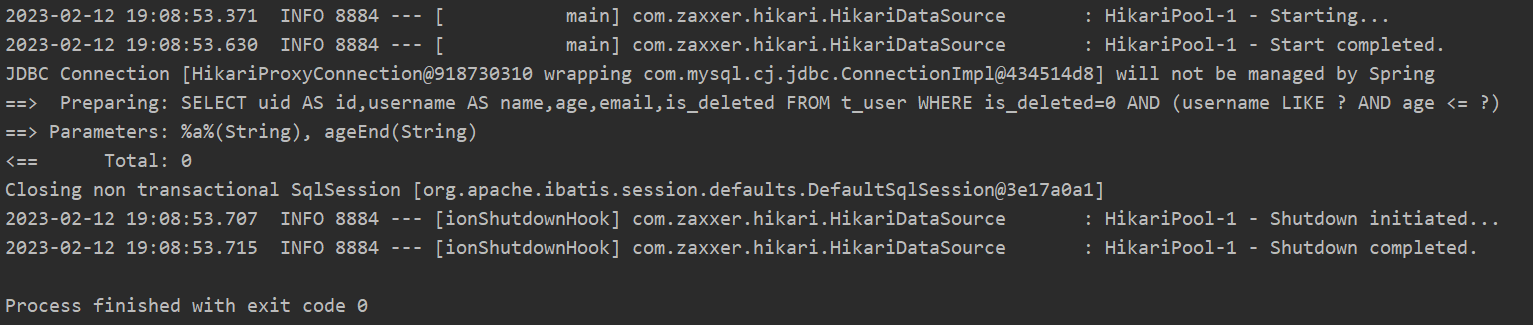 2023-02-12 19:08:53.371  INFO 8884 --- [           main] com.zaxxer.hikari.HikariDataSource       : HikariPool-1 - Starting...
2023-02-12 19:08:53.630  INFO 8884 --- [           main] com.zaxxer.hikari.HikariDataSource       : HikariPool-1 - Start completed.
JDBC Connection [HikariProxyConnection@918730310 wrapping com.mysql.cj.jdbc.ConnectionImpl@434514d8] will not be managed by Spring
==>  Preparing: SELECT uid AS id,username AS name,age,email,is_deleted FROM t_user WHERE is_deleted=0 AND (username LIKE ? AND age <= ?)
==> Parameters: %a%(String), ageEnd(String)
<==      Total: 0
Closing non transactional SqlSession [org.apache.ibatis.session.defaults.DefaultSqlSession@3e17a0a1]
2023-02-12 19:08:53.707  INFO 8884 --- [ionShutdownHook] com.zaxxer.hikari.HikariDataSource       : HikariPool-1 - Shutdown initiated...
2023-02-12 19:08:53.715  INFO 8884 --- [ionShutdownHook] com.zaxxer.hikari.HikariDataSource       : HikariPool-1 - Shutdown completed.
Process finished with exit code 0